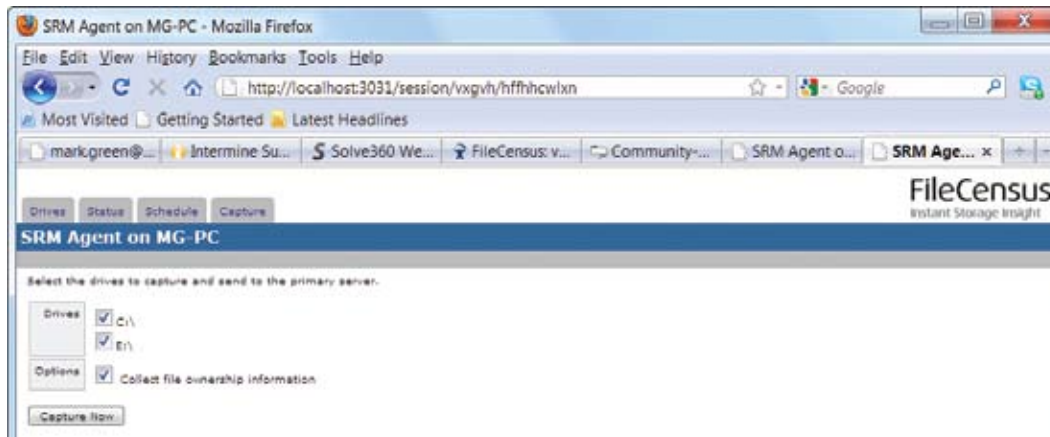 SRM Agent on MG-PC - Mozilla Firefox
File Edit View History Bookmarks Tools Help
http://localhost:3031/session/vxgvh/hffhhcwlxn
Google
Most Visited Getting Started Latest Headlines
mark.green@... Intermine Su... Solve360 We... FileCensus: v... Community-... SRM Agent o... SRM Age...
FileCensus
Instant Storage Insight
Drives Status Schedule Capture
SRM Agent on MG-PC
Select the drives to capture and send to the primary server.
Drives
C:\
E:\
Options
Collect file ownership information
Capture Now